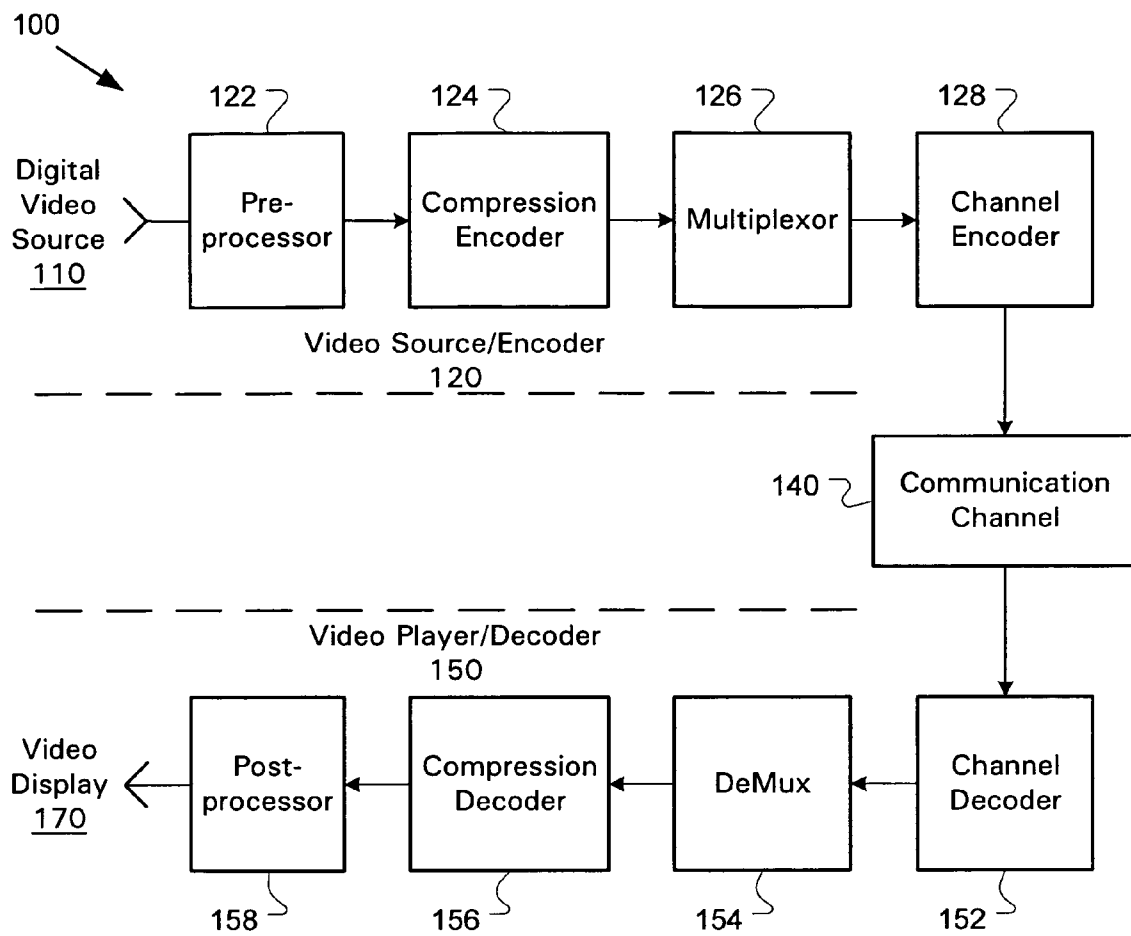 100
122
124
126
128
Digital
Video
Source
110
Pre-
processor
Compression
Encoder
Multiplexor
Channel
Encoder
Video Source/Encoder
120
140
Communication
Channel
Video Player/Decoder
150
Video
Display
170
Post-
processor
Compression
Decoder
DeMux
Channel
Decoder
158
156
154
152